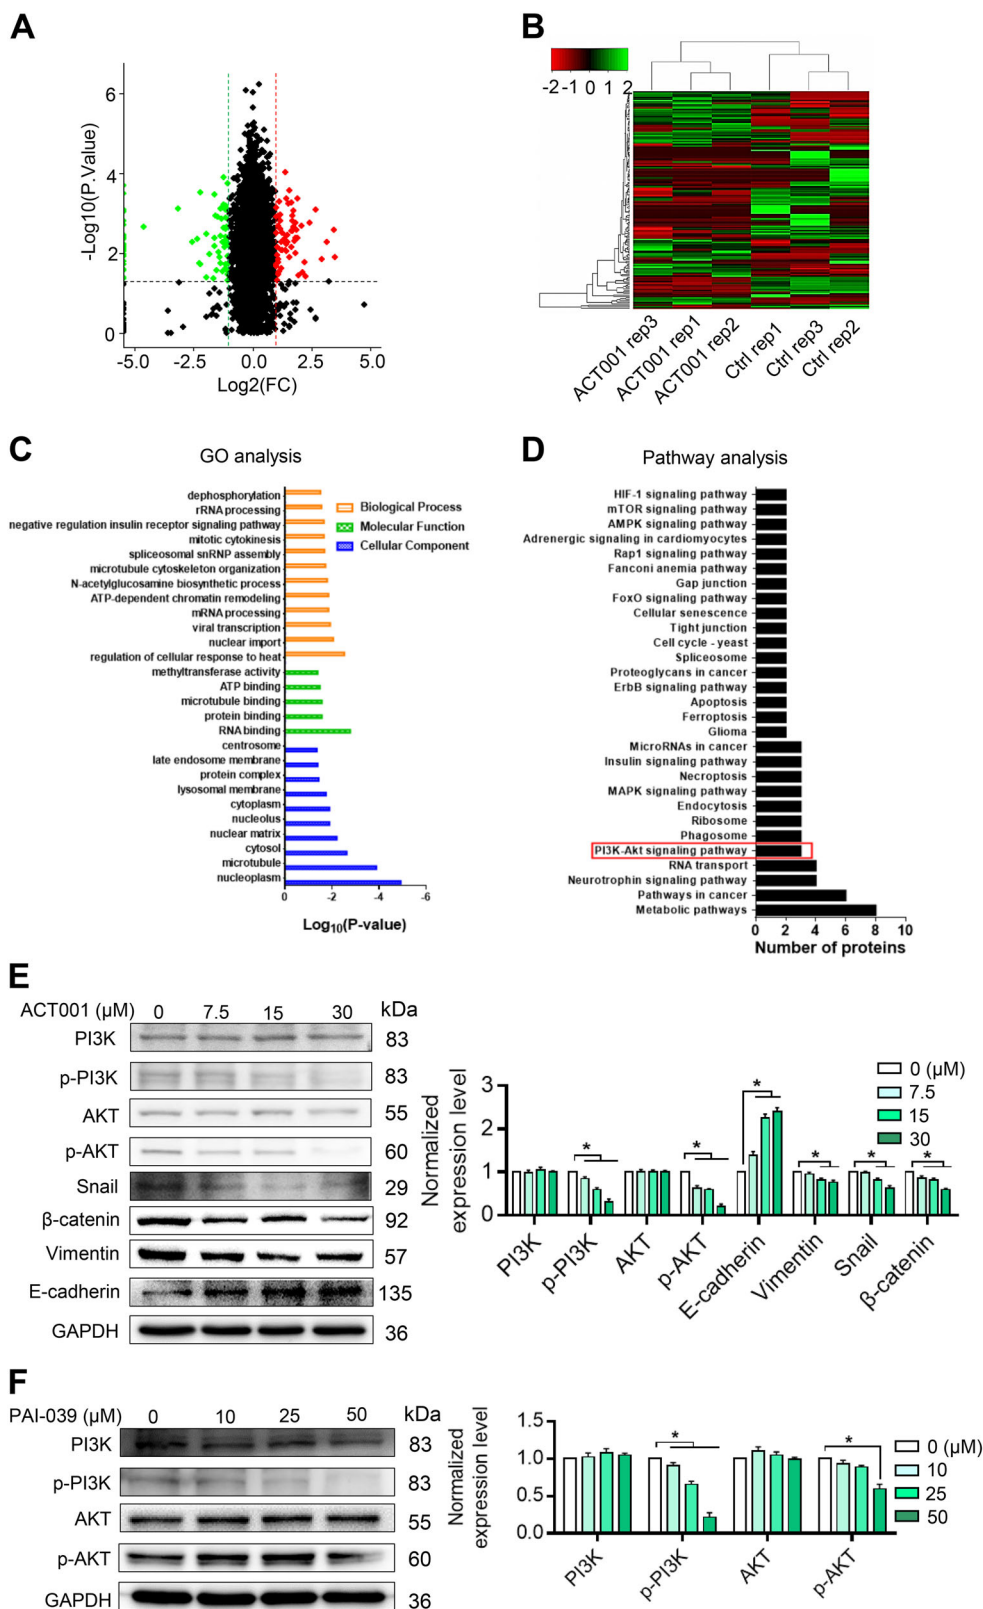 A
-Log10(P.Value)
6
4
2
0
-5.0
-2.5
0.0
2.5
5.0
Log2(FC)
B
-2 -1 0 1 2
ACT001 rep3
ACT001 rep1
ACT001 rep2
Ctrl rep1
Ctrl rep3
Ctrl rep2
C
GO analysis
dephosphorylation
rRNA processing
negative regulation insulin receptor signaling pathway
mitotic cytokinesis
spliceosomal snRNP assembly
microtubule cytoskeleton organization
N-acetylglucosamine biosynthetic process
ATP-dependent chromatin remodeling
mRNA processing
viral transcription
nuclear import
regulation of cellular response to heat
methyltransferase activity
ATP binding
microtubule binding
protein binding
RNA binding
centrosome
late endosome membrane
protein complex
lysosomal membrane
cytoplasm
nucleolus
nuclear matrix
cytosol
microtubule
nucleoplasm
Biological Process
Molecular Function
Cellular Component
0 -2 -4 -6
Log10(P-value)
D
Pathway analysis
HIF-1 signaling pathway
mTOR signaling pathway
AMPK signaling pathway
Adrenergic signaling in cardiomyocytes
Rap1 signaling pathway
Fanconi anemia pathway
Gap junction
FoxO signaling pathway
Cellular senescence
Tight junction
Cell cycle - yeast
Spliceosome
Proteoglycans in cancer
ErbB signaling pathway
Apoptosis
Ferroptosis
Glioma
MicroRNAs in cancer
Insulin signaling pathway
Necroptosis
MAPK signaling pathway
Endocytosis
Ribosome
Phagosome
PI3K-Akt signaling pathway
RNA transport
Neurotrophin signaling pathway
Pathways in cancer
Metabolic pathways
0 2 4 6 8 10
Number of proteins
E
ACT001 (μM) 0 7.5 15 30 kDa
PI3K 83
p-PI3K 83
AKT 55
p-AKT 60
Snail 29
β-catenin 92
Vimentin 57
E-cadherin 135
GAPDH 36
Normalized
expression level
3
2
1
0
* * * * * *
0 (μM)
7.5
15
30
PI3K
p-PI3K
AKT
p-AKT
E-cadherin
Vimentin
Snail
β-catenin
F
PAI-039 (μM) 0 10 25 50 kDa
PI3K 83
p-PI3K 83
AKT 55
p-AKT 60
GAPDH 36
Normalized
expression level
1.5
1.0
0.5
0.0
* *
0 (μM)
10
25
50
PI3K
p-PI3K
AKT
p-AKT